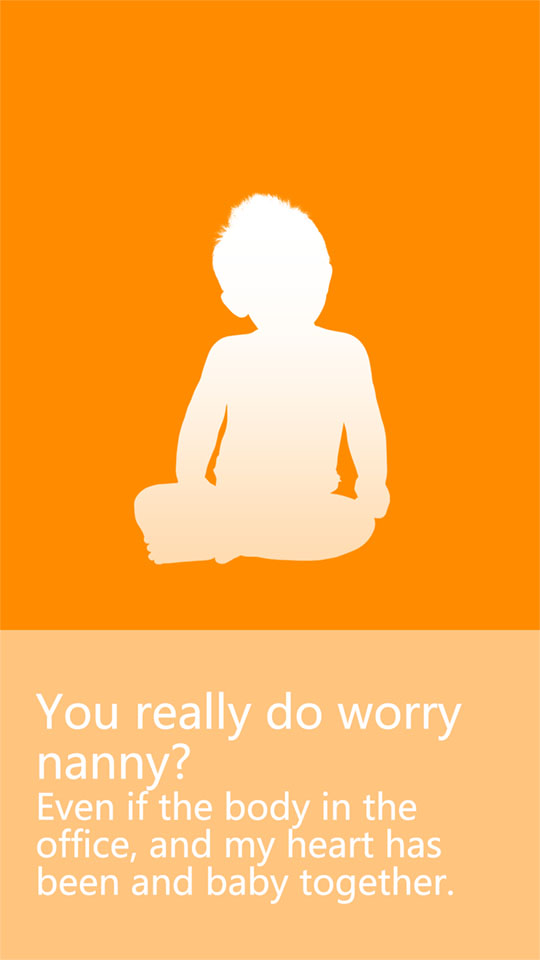 You really do worry
nanny?
Even if the body in the
office, and my heart has
been and baby together.